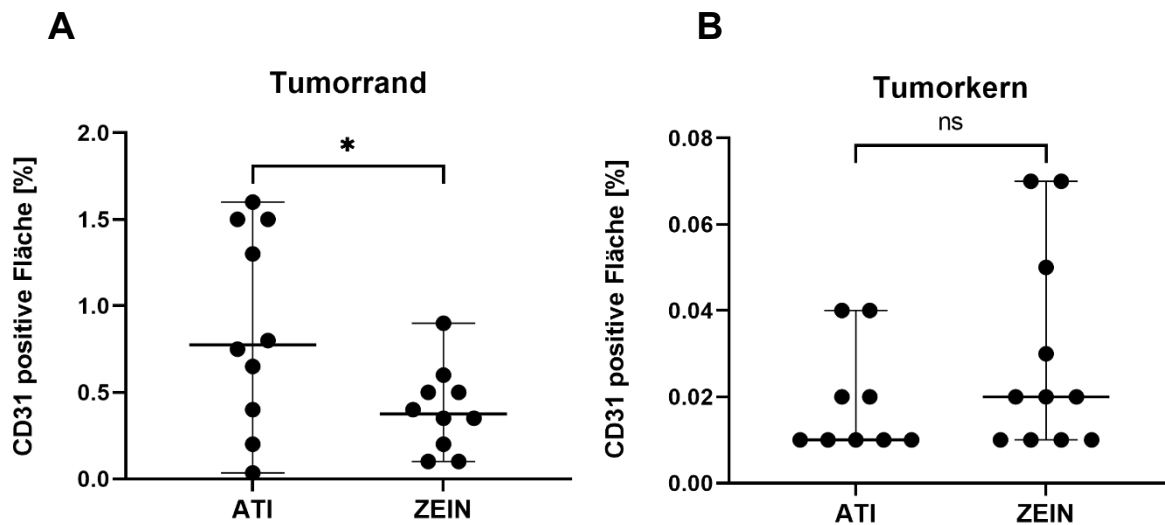 A
Tumorrand
CD31 positive Fläche [%]
2.0
1.5
1.0
0.5
0.0
*
ATI
ZEIN
B
Tumorkern
ns
CD31 positive Fläche [%]
0.08
0.06
0.04
0.02
0.00
ATI
ZEIN